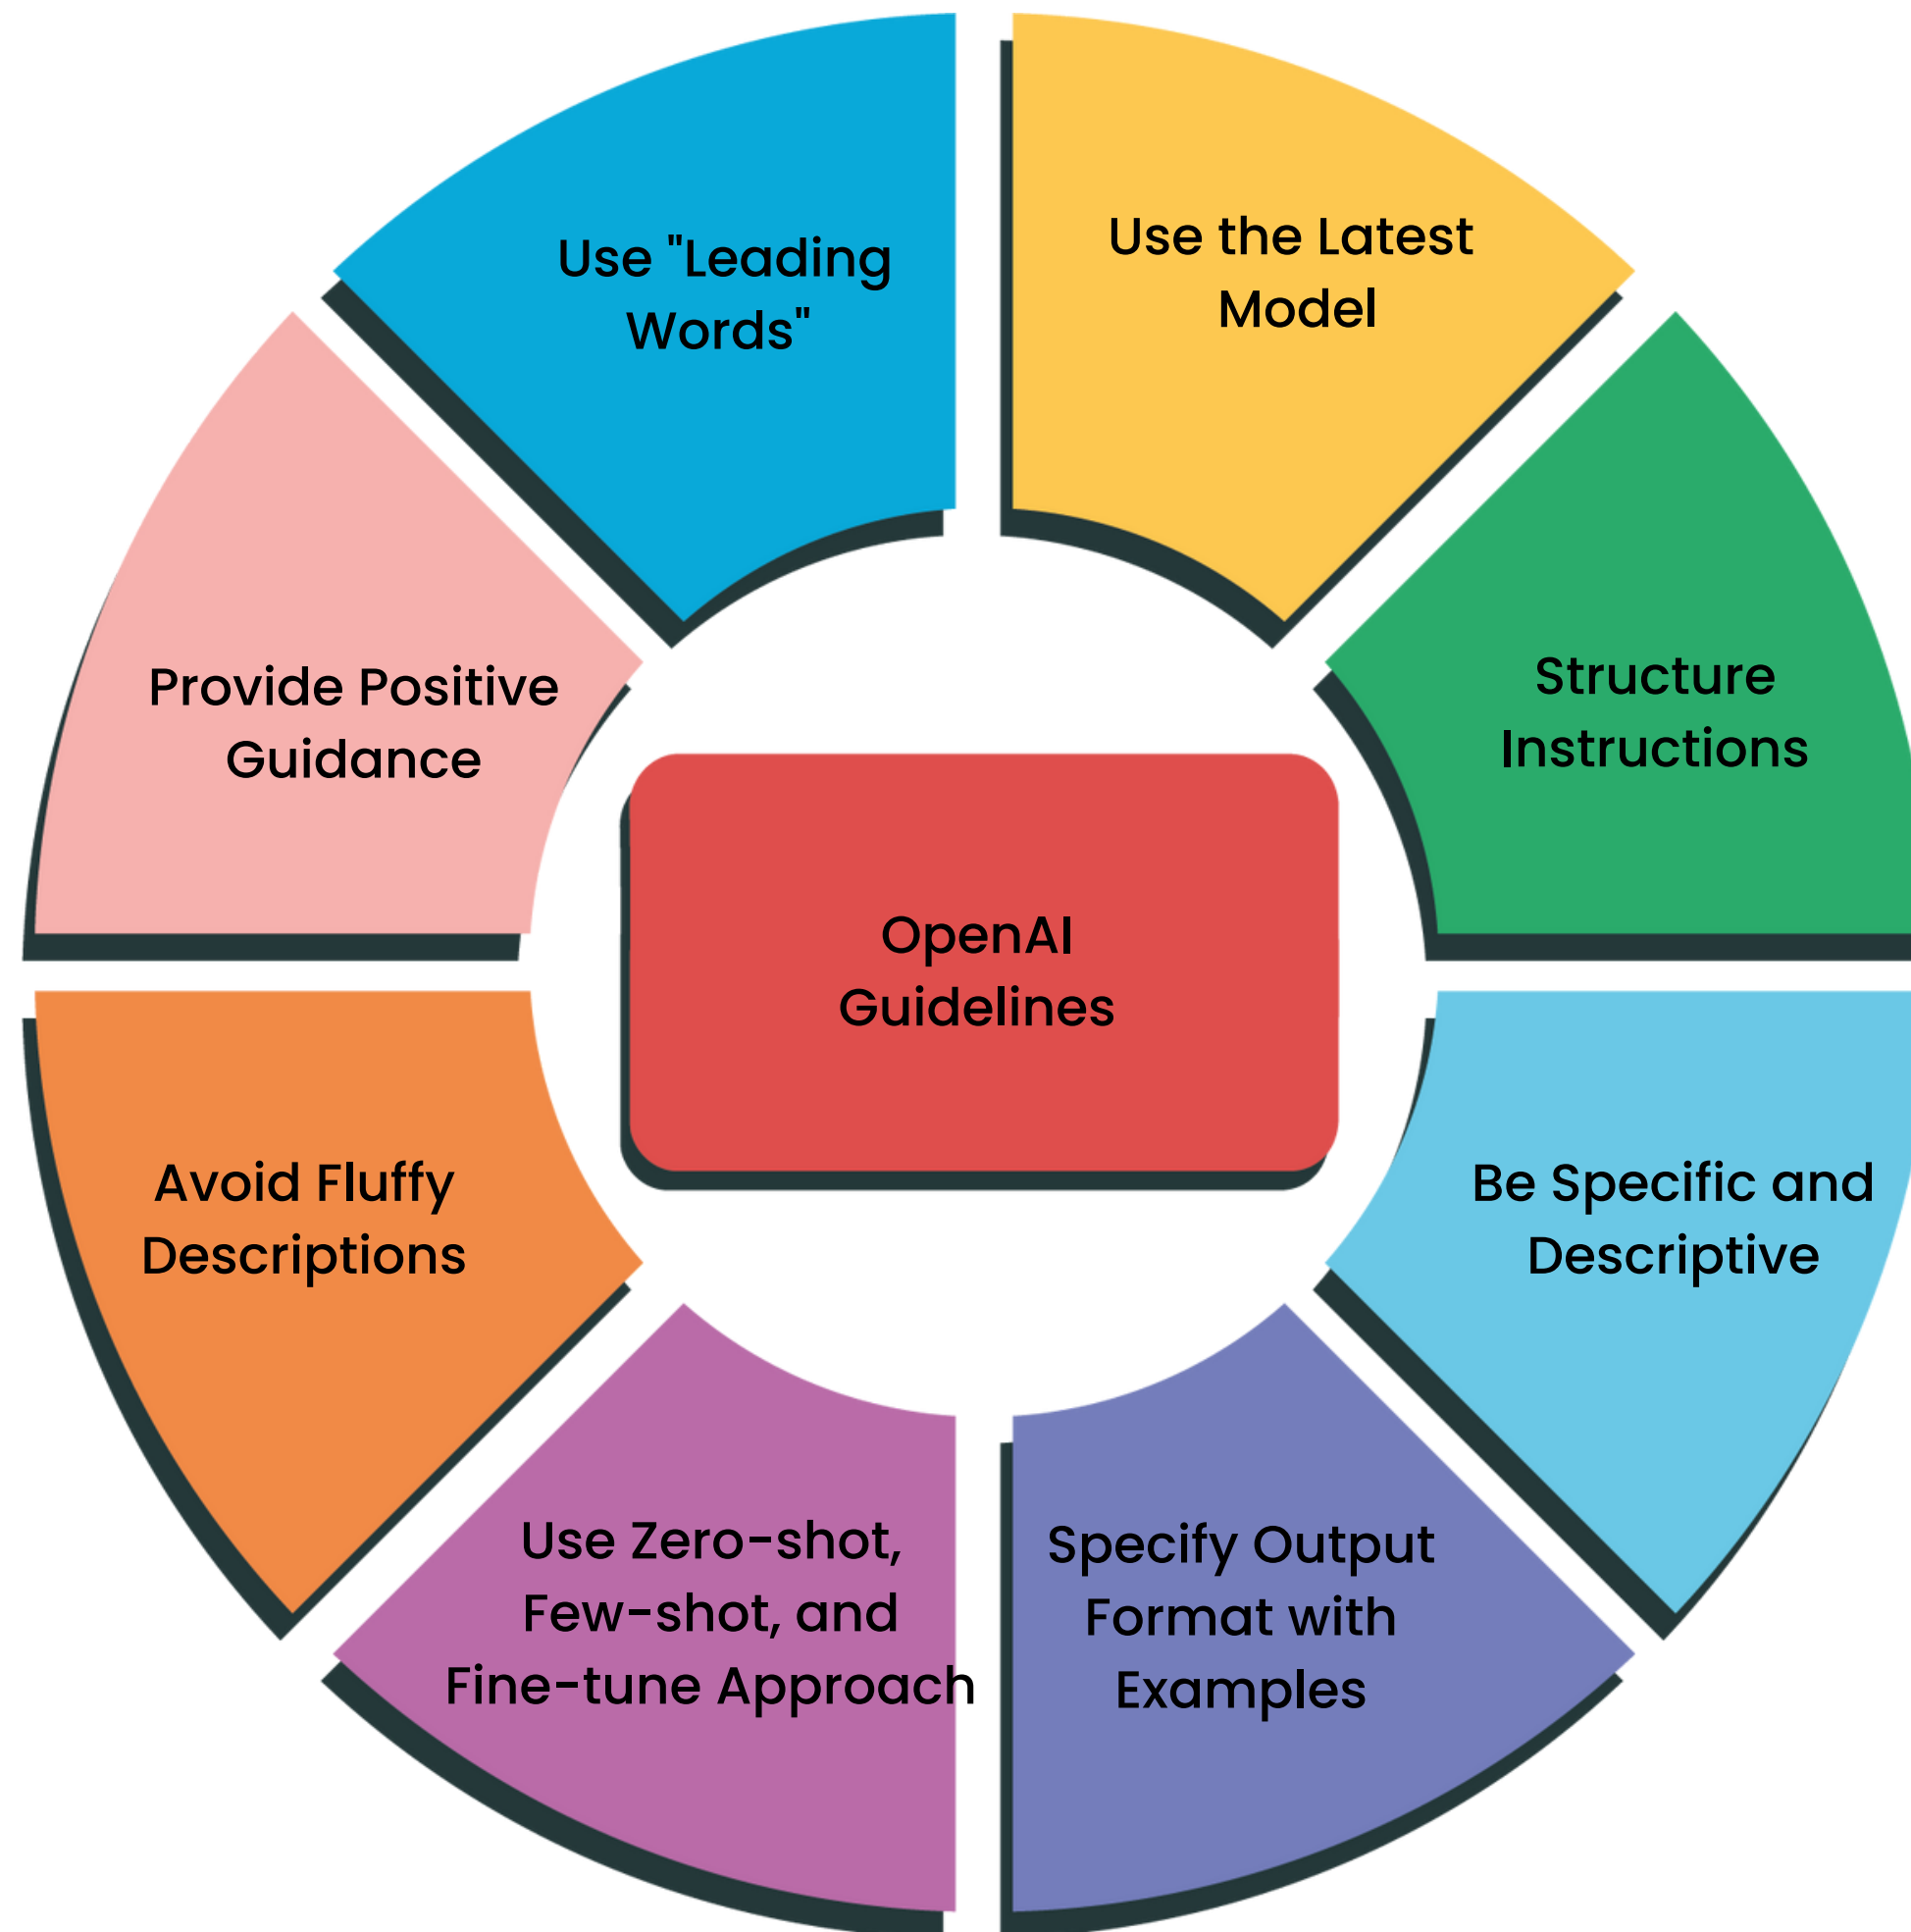 Use the Latest
Model
Structure
Instructions
Be Specific and
Descriptive
Specify Output
Format with
Examples
Use Zero-shot,
Few-shot, and
Fine-tune Approach
Avoid Fluffy
Descriptions
Provide Positive
Guidance
Use "Leading
Words"
OpenAI
Guidelines